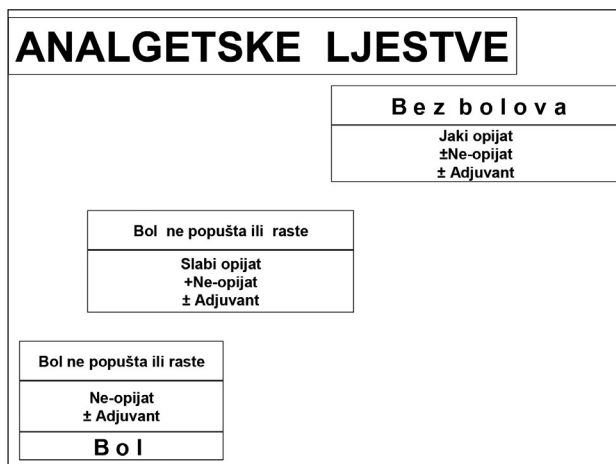 ANALGETSKE LJESTVE
Bez bolova
Jaki opijat
±Ne-opijat
± Adjuvant
Bol ne popušta ili raste
Slabi opijat
+Ne-opijat
± Adjuvant
Bol ne popušta ili raste
Ne-opijat
± Adjuvant
Bol